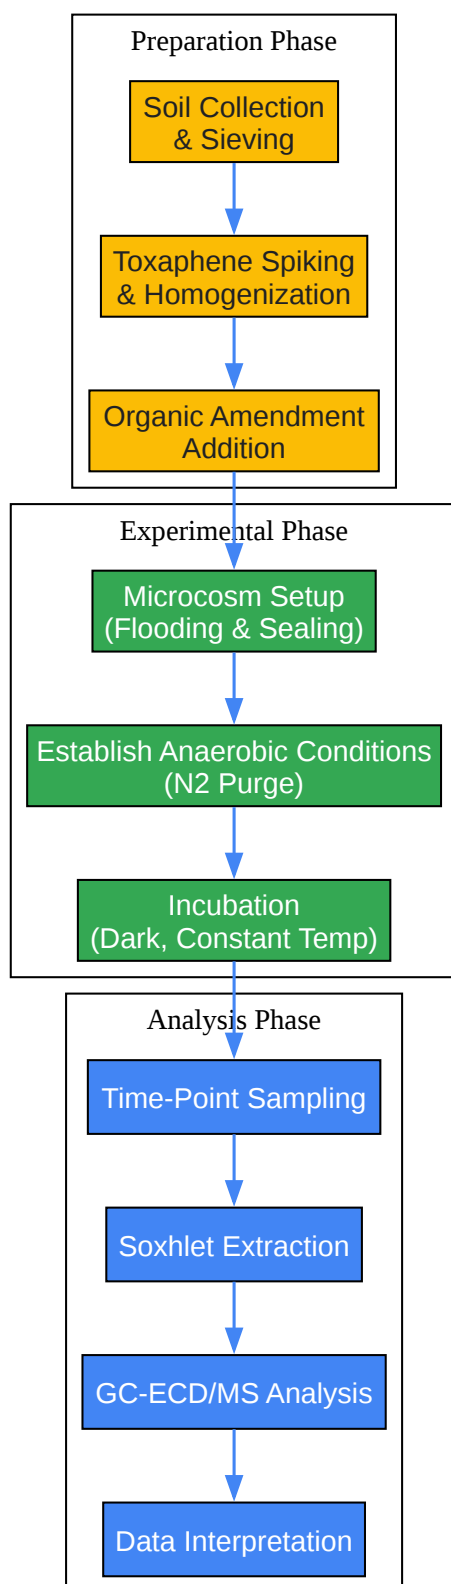 Preparation Phase
Soil Collection
& Sieving
Toxaphene Spiking
& Homogenization
Organic Amendment
Addition
Experimental Phase
Microcosm Setup
(Flooding & Sealing)
Establish Anaerobic Conditions
(N2 Purge)
Incubation
(Dark, Constant Temp)
Analysis Phase
Time-Point Sampling
Soxhlet Extraction
GC-ECD/MS Analysis
Data Interpretation